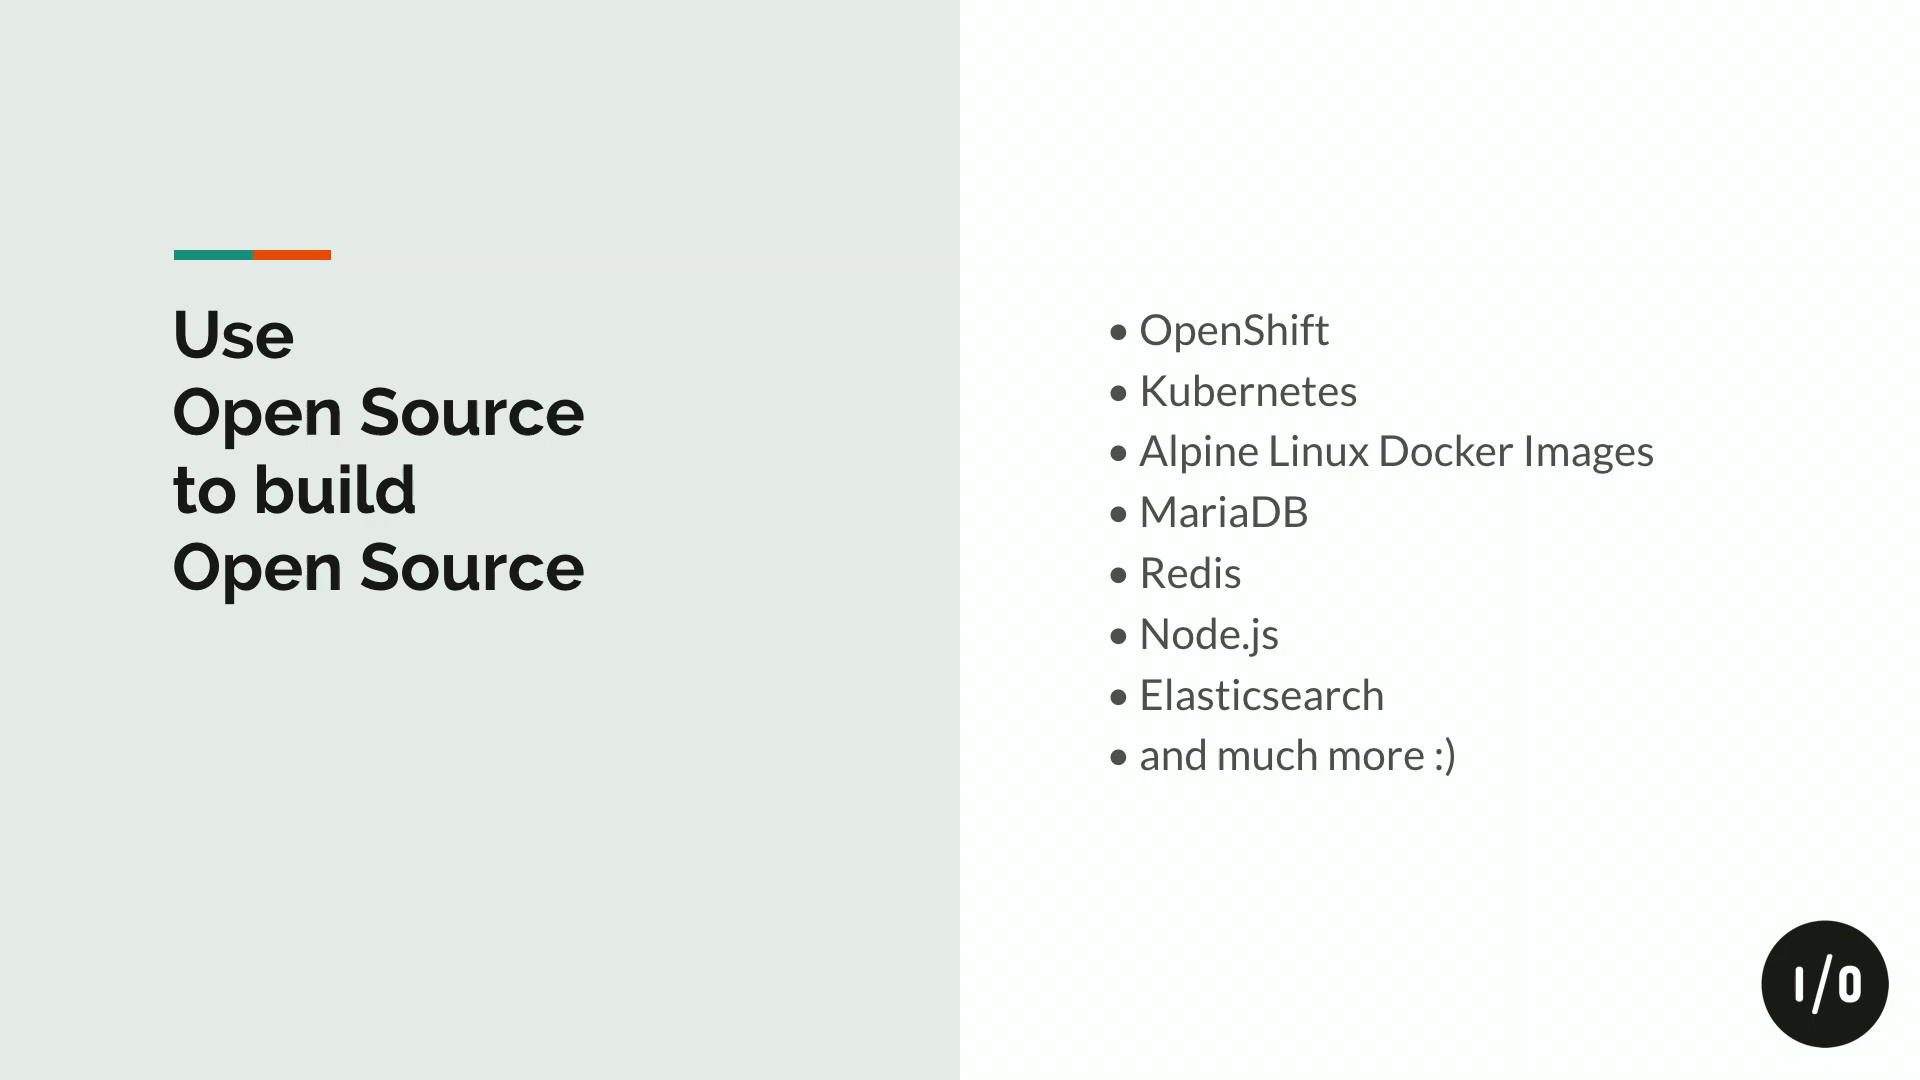 Use
Open Source
to build
Open Source
• OpenShift
• Kubernetes
• Alpine Linux Docker Images
• MariaDB
• Redis
• Node.js
• Elasticsearch
• and much more :)
I/O